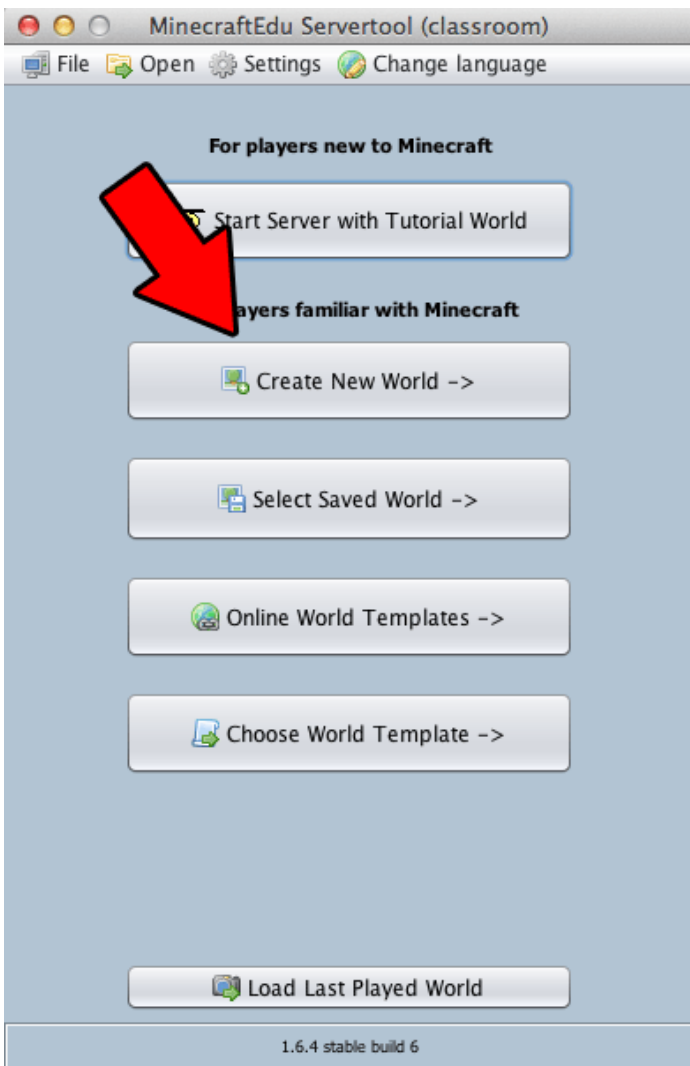 MinecraftEdu Servertool (classroom)
File Open Settings Change language
For players new to Minecraft
Start Server with Tutorial World
familiar with Minecraft
Create New World ->
Select Saved World ->
Online World Templates ->
Choose World Template ->
Load Last Played World
1.6.4 stable build 6